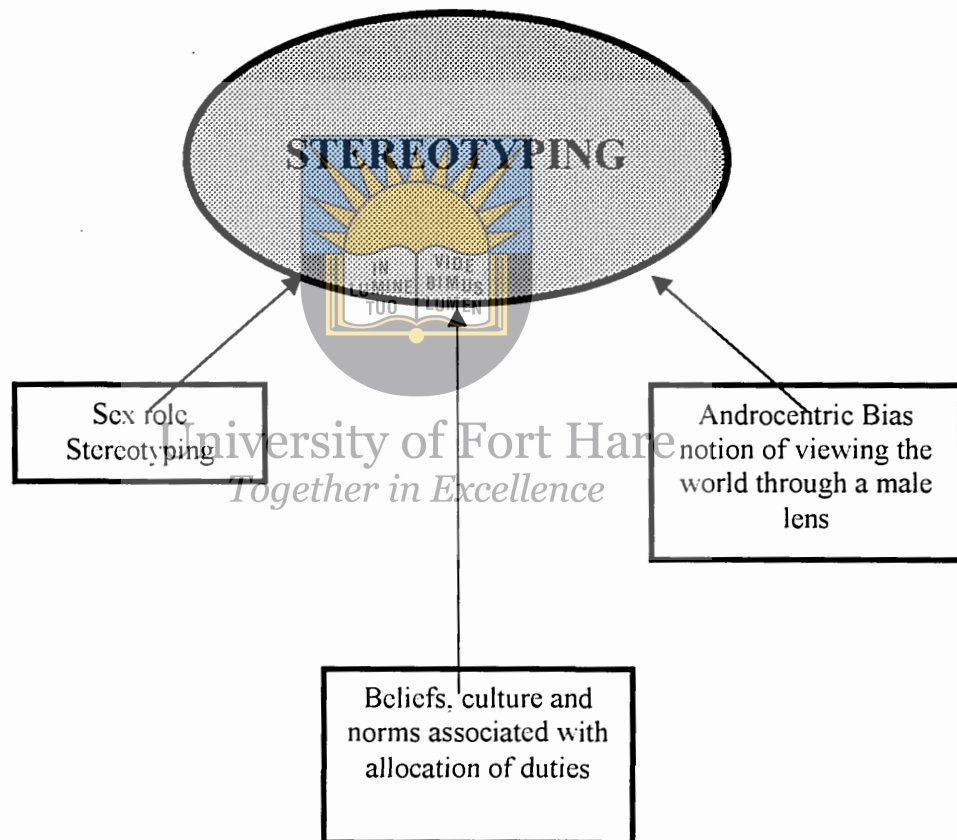 STEREOTYPING
IN
LUMINE
TUO
VIDE
BIMUS
LUMEN
Sex role
Stereotyping
University of Fort Hare
Together in Excellence
Androcentric Bias
notion of viewing the
world through a male
lens
Beliefs, culture and
norms associated with
allocation of duties